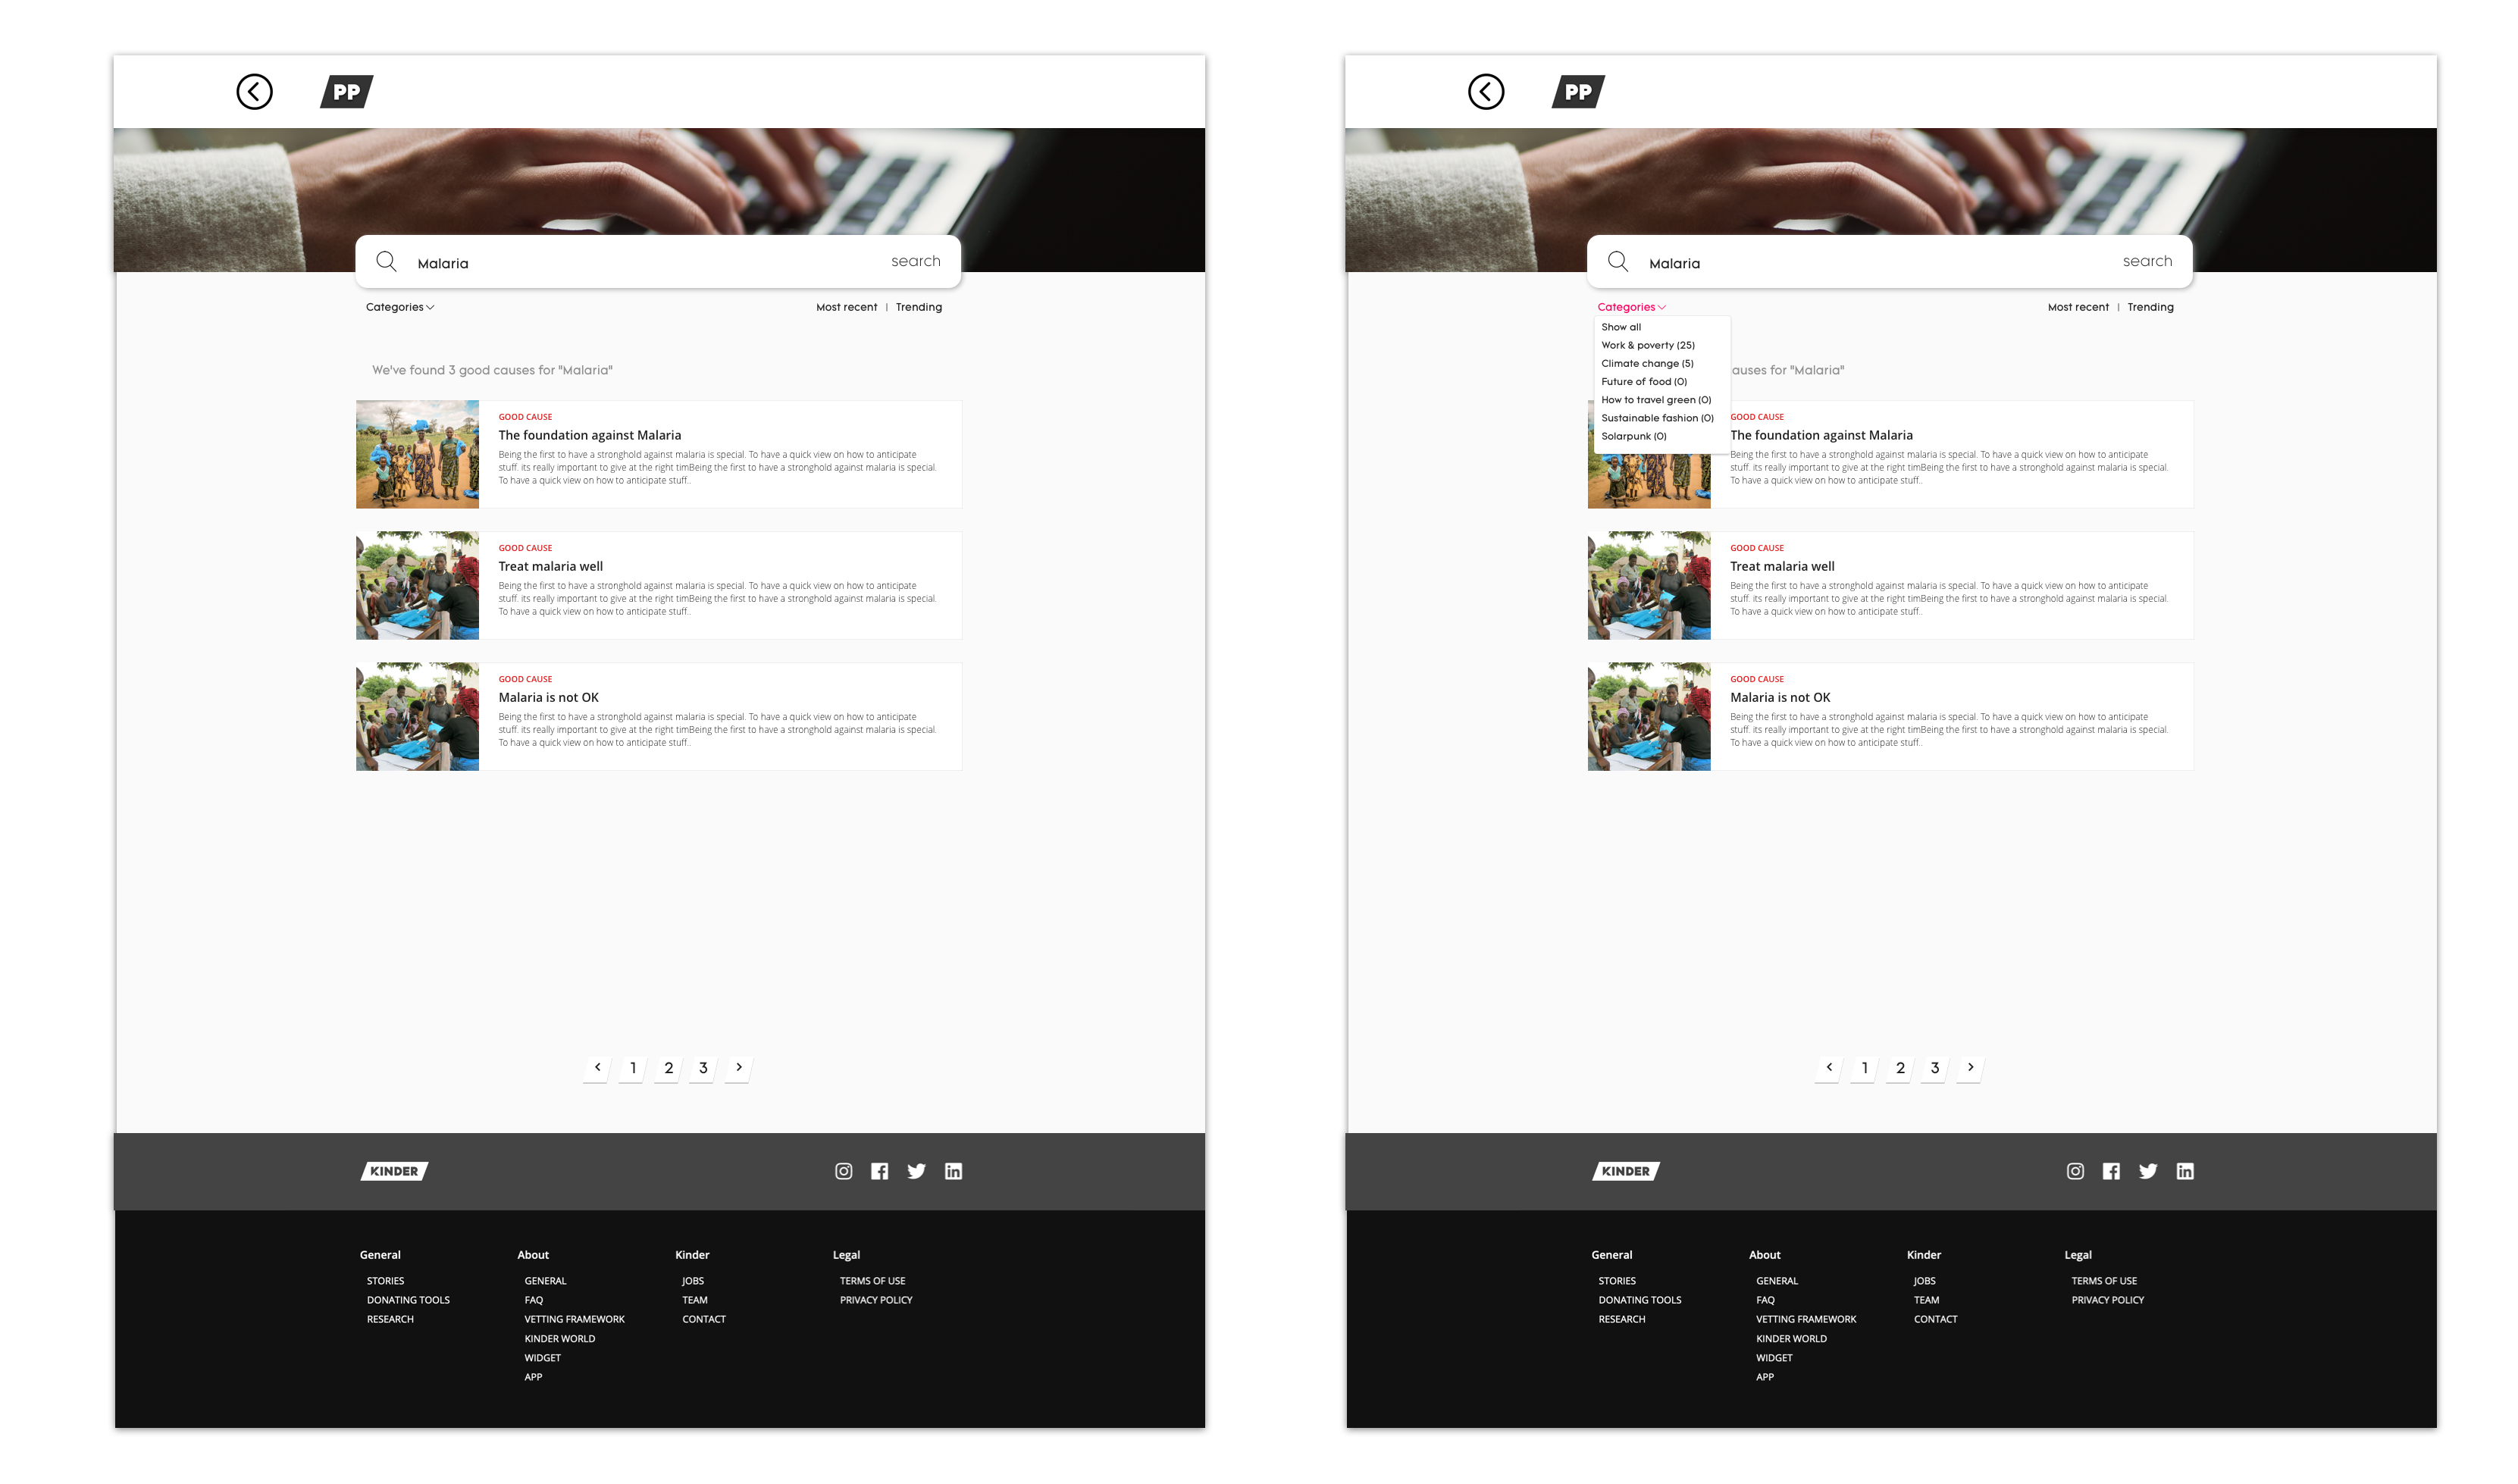 PP
Malaria
search
Categories
Most recent | Trending
We've found 3 good causes for "Malaria"
GOOD CAUSE
The foundation against Malaria
Being the first to have a stronghold against malaria is special. To have a quick view on how to anticipate
stuff. its really important to give at the right timBeing the first to have a stronghold against malaria is special.
To have a quick view on how to anticipate stuff..
GOOD CAUSE
Treat malaria well
Being the first to have a stronghold against malaria is special. To have a quick view on how to anticipate
stuff. its really important to give at the right timBeing the first to have a stronghold against malaria is special.
To have a quick view on how to anticipate stuff..
GOOD CAUSE
Malaria is not OK
Being the first to have a stronghold against malaria is special. To have a quick view on how to anticipate
stuff. its really important to give at the right timBeing the first to have a stronghold against malaria is special.
To have a quick view on how to anticipate stuff..
1 2 3
KINDER
General
STORIES
DONATING TOOLS
RESEARCH
About
GENERAL
FAQ
VETTING FRAMEWORK
KINDER WORLD
WIDGET
APP
Kinder
JOBS
TEAM
CONTACT
Legal
TERMS OF USE
PRIVACY POLICY
PP
Malaria
search
Categories
Most recent | Trending
Show all
Work & poverty (25)
Climate change (5)
Future of food (0)
How to travel green (0)
Sustainable fashion (0)
Solarpunk (0)
auses for "Malaria"
GOOD CAUSE
The foundation against Malaria
Being the first to have a stronghold against malaria is special. To have a quick view on how to anticipate
stuff. its really important to give at the right timBeing the first to have a stronghold against malaria is special.
To have a quick view on how to anticipate stuff..
GOOD CAUSE
Treat malaria well
Being the first to have a stronghold against malaria is special. To have a quick view on how to anticipate
stuff. its really important to give at the right timBeing the first to have a stronghold against malaria is special.
To have a quick view on how to anticipate stuff..
GOOD CAUSE
Malaria is not OK
Being the first to have a stronghold against malaria is special. To have a quick view on how to anticipate
stuff. its really important to give at the right timBeing the first to have a stronghold against malaria is special.
To have a quick view on how to anticipate stuff..
1 2 3
KINDER
General
STORIES
DONATING TOOLS
RESEARCH
About
GENERAL
FAQ
VETTING FRAMEWORK
KINDER WORLD
WIDGET
APP
Kinder
JOBS
TEAM
CONTACT
Legal
TERMS OF USE
PRIVACY POLICY